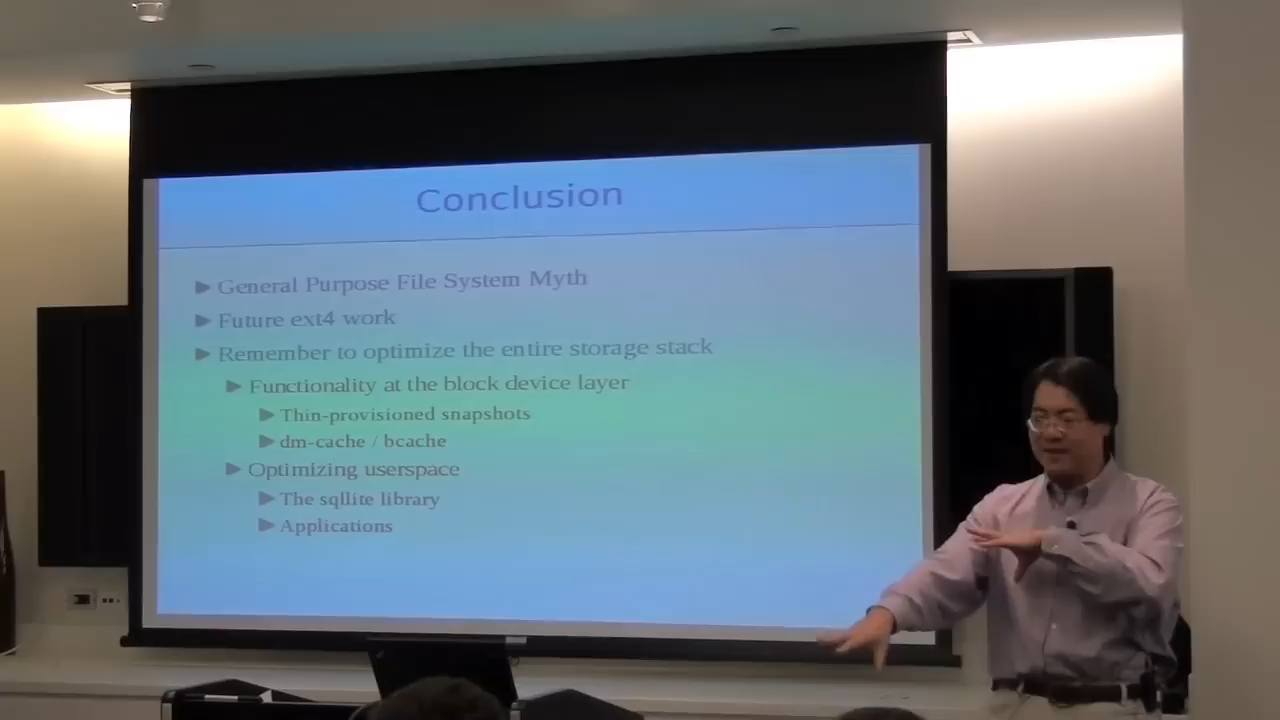 Conclusion
General Purpose File System Myth
Future ext4 work
Remember to optimize the entire storage stack
Functionality at the block device layer
Thin-provisioned snapshots
dm-cache / bcache
Optimizing userspace
The sqllite library
Applications